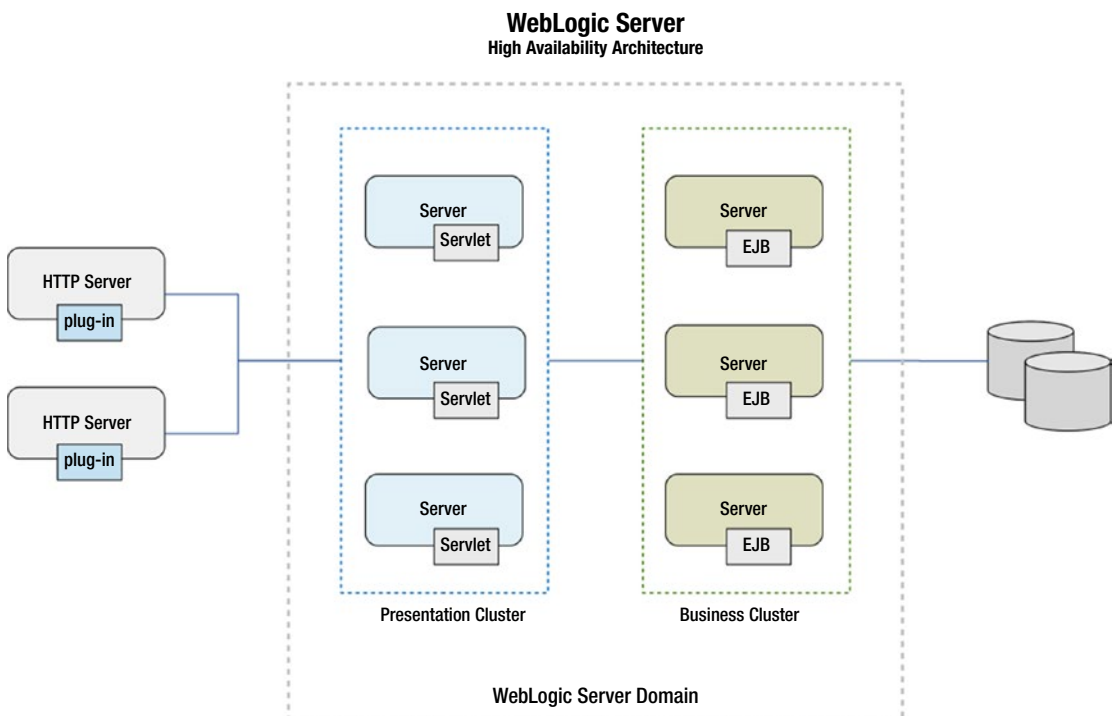 WebLogic Server
High Availability Architecture
HTTP Server
plug-in
HTTP Server
plug-in
Server
Servlet
Server
Servlet
Server
Servlet
Presentation Cluster
Server
EJB
Server
EJB
Server
EJB
Business Cluster
WebLogic Server Domain